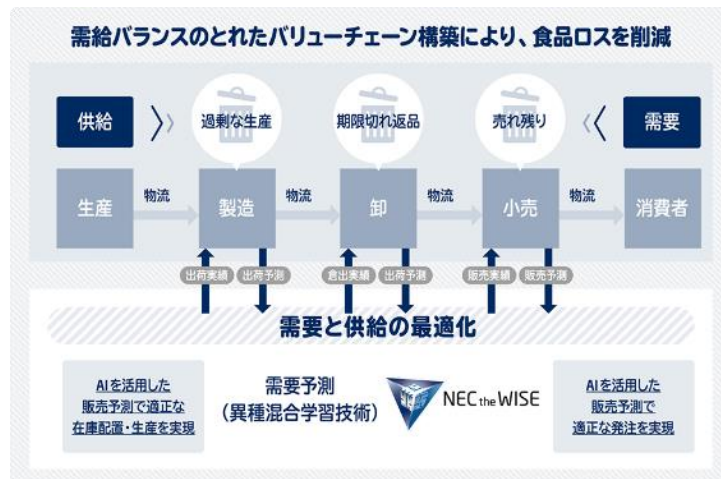 需給バランスのとれたバリューチェーン構築により、食品ロスを削減
供給
過剰な生産
期限切れ返品
売れ残り
需要
生産
物流
製造
物流
卸
物流
小売
物流
消費者
出荷実績
出荷予測
倉出実績
出荷予測
販売実績
販売予測
需要と供給の最適化
AIを活用した
販売予測で適正な
在庫配置・生産を実現
需要予測
（異種混合学習技術）
NEC the WISE
AIを活用した
販売予測で
適正な発注を実現